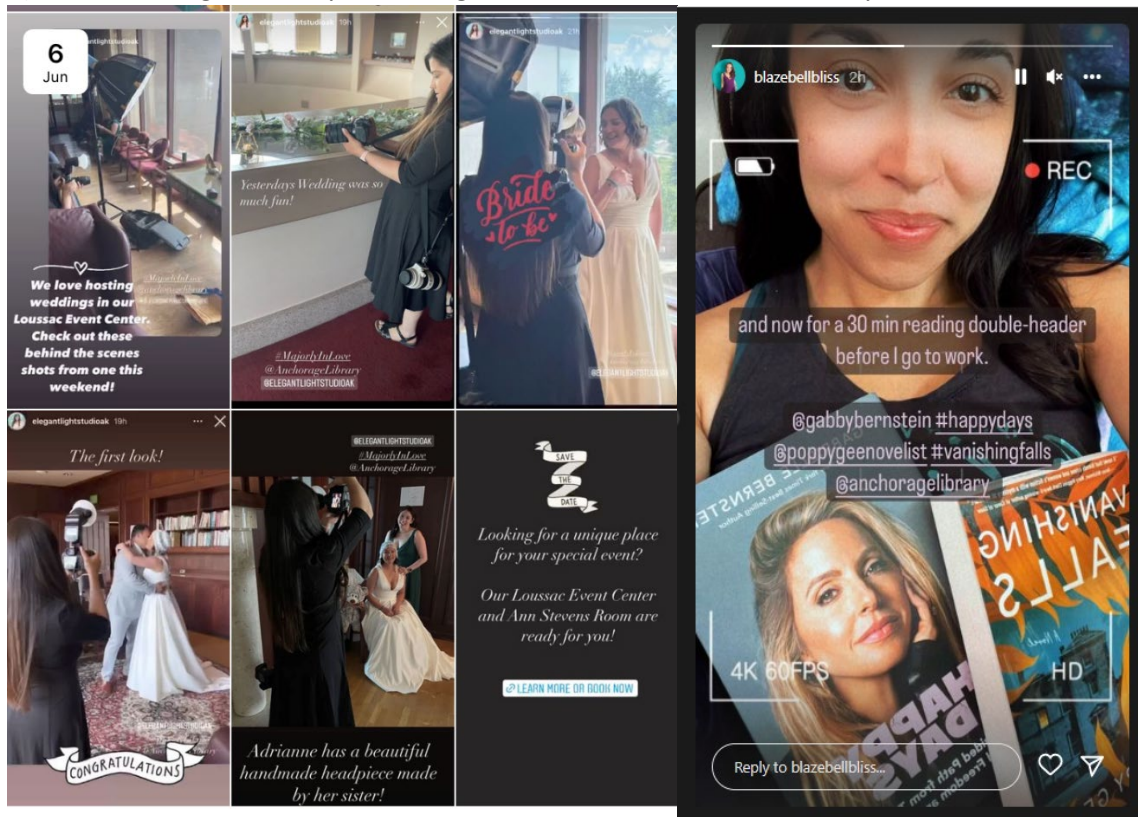 6
Jun
We love hosting
weddings in our
Loussac Event Center.
Check out these
behind the scenes
shots from one this
weekend!
#MajorlyInLove
elegantlightstudioak 19h
Yesterdays Wedding was so
much fun!
#MajorlyInLove
@AnchorageLibrary
@ELEGANTLIGHTSTUDIOAK
elegantlightstudioak 21h
Bride
to be
elegantlightstudioak 19h
The first look!
CONGRATULATIONS
@ELEGANTLIGHTSTUDIOAK
#MajorlyInLove
@AnchorageLibrary
Adrianne has a beautiful
handmade headpiece made
by her sister!
SAVE
THE
DATE
Looking for a unique place
for your special event?
Our Loussac Event Center
and Ann Stevens Room are
ready for you!
LEARN MORE OR BOOK NOW
blazebellbliss 2h
REC
and now for a 30 min reading double-header
before I go to work.
@gabbybernstein #happydays
@poppygeenovelist #vanishingfalls
@anchoragelibrary
VANISHING
FALLS
4K 60FPS
HD
HAPPY
DAYS
Reply to blazebellbliss...